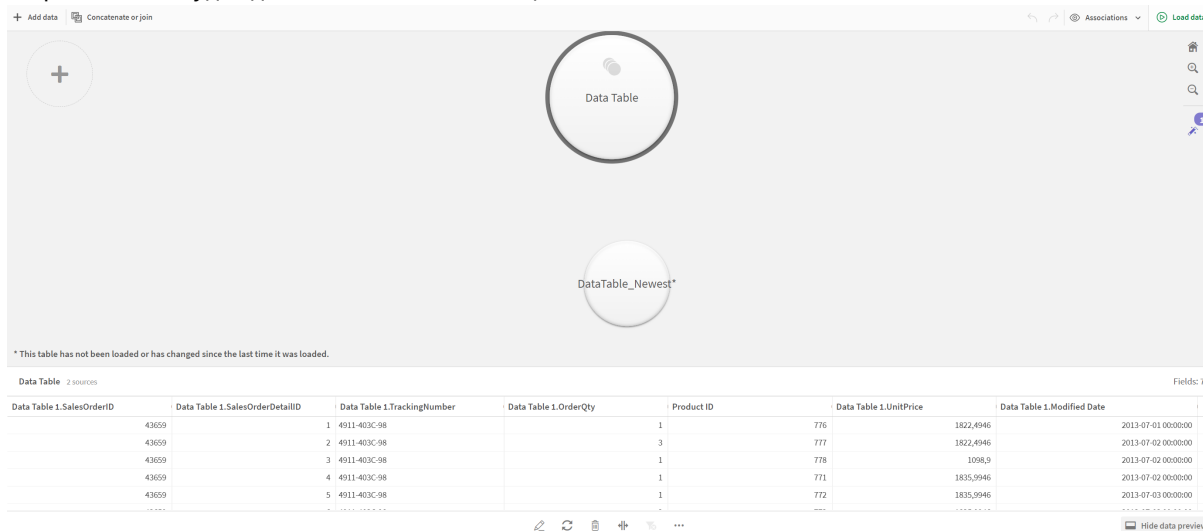 Add data Concatenate or join Associations Load data
Data Table
DataTable_Newest*
* This table has not been loaded or has changed since the last time it was loaded.
Data Table 2 sources Fields:
Data Table 1.SalesOrderID Data Table 1.SalesOrderDetailID Data Table 1.TrackingNumber Data Table 1.OrderQty Product ID Data Table 1.UnitPrice Data Table 1.Modified Date
43659 1 4911-403C-98 1 776 1822,4946 2013-07-01 00:00:00
43659 2 4911-403C-98 3 777 1822,4946 2013-07-02 00:00:00
43659 3 4911-403C-98 1 778 1098,9 2013-07-02 00:00:00
43659 4 4911-403C-98 1 771 1835,9946 2013-07-02 00:00:00
43659 5 4911-403C-98 1 772 1835,9946 2013-07-03 00:00:00
Hide data preview